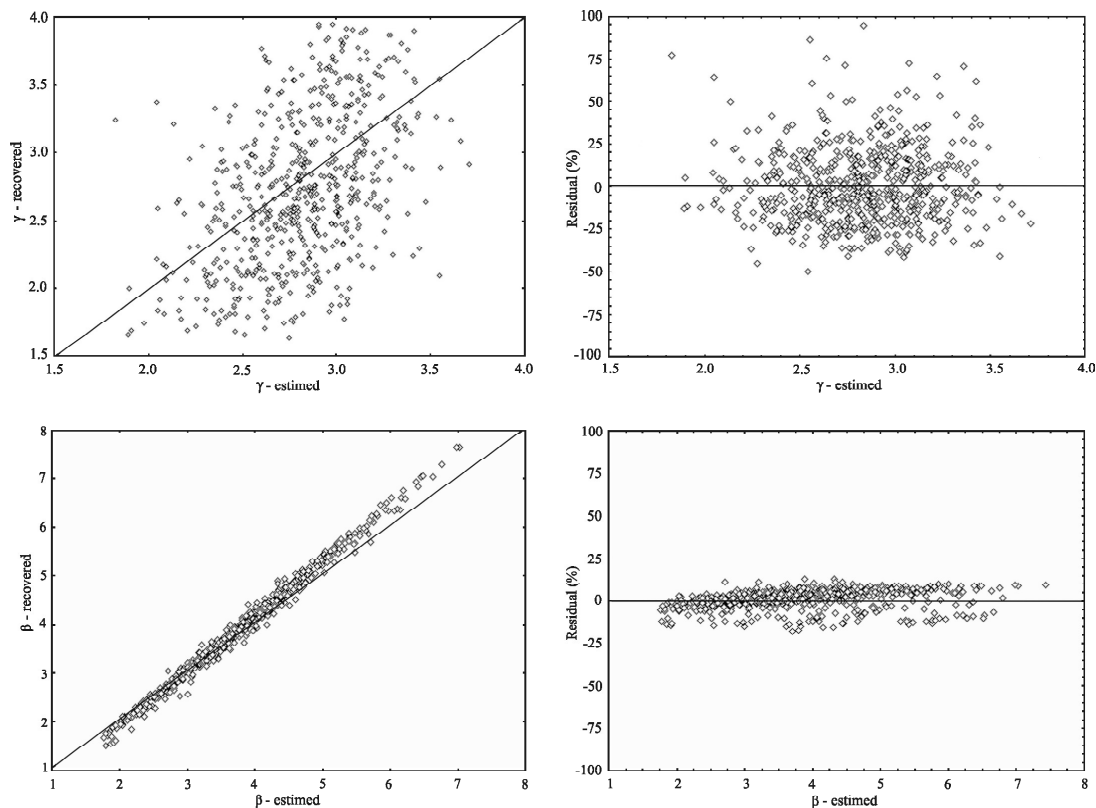 4.0
3.5
3.0
2.5
2.0
1.5
γ - recovered
1.5 2.0 2.5 3.0 3.5 4.0
γ - estimed
100
75
50
25
0
-25
-50
-75
-100
Residual (%)
1.5 2.0 2.5 3.0 3.5 4.0
γ - estimed
8
7
6
5
4
3
2
1
β - recovered
1 2 3 4 5 6 7 8
β - estimed
100
75
50
25
0
-25
-50
-75
-100
Residual (%)
1 2 3 4 5 6 7 8
β - estimed